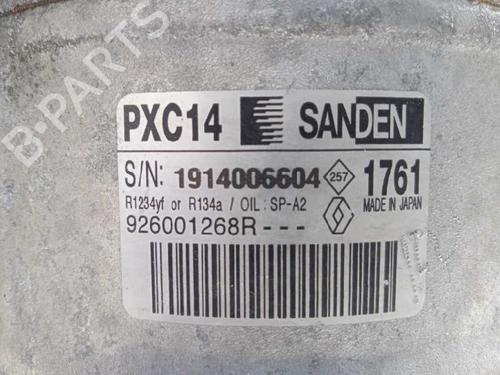 B-PARTS
PXC14 SANDEN
S/N: 1914006604 257 1761
R1234yf or R134a / OIL: SP-A2 MADE IN JAPAN
926001268R---